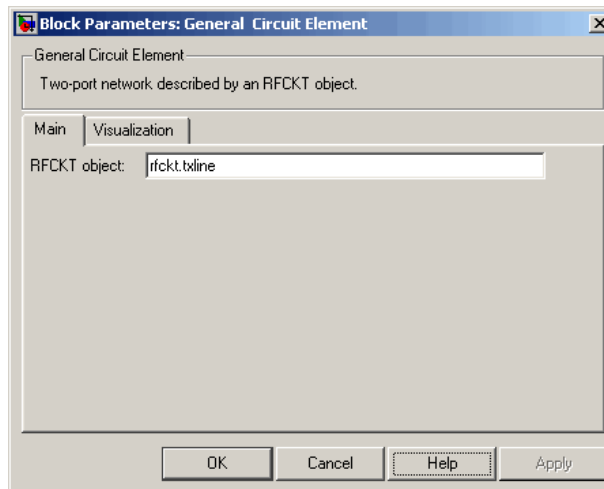 Block Parameters: General Circuit Element
General Circuit Element
Two-port network described by an RFCKT object.
Main Visualization
RFCKT object: rfckt.txline
OK Cancel Help Apply